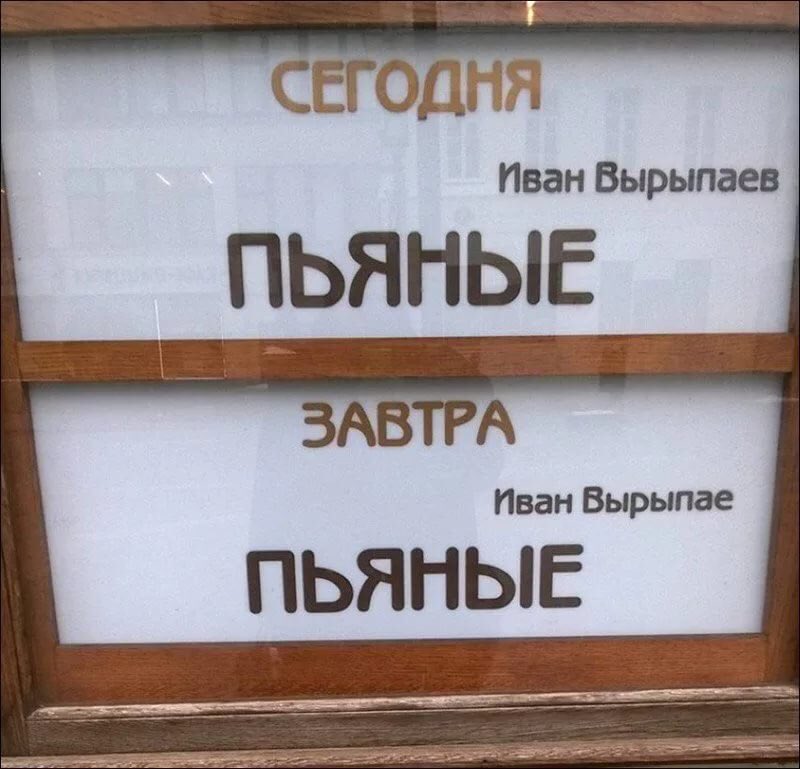 СЕГОДНЯ
Иван Вырыпаев
ПЬЯНЫЕ
ЗАВТРА
Иван Вырыпае
ПЬЯНЫЕ